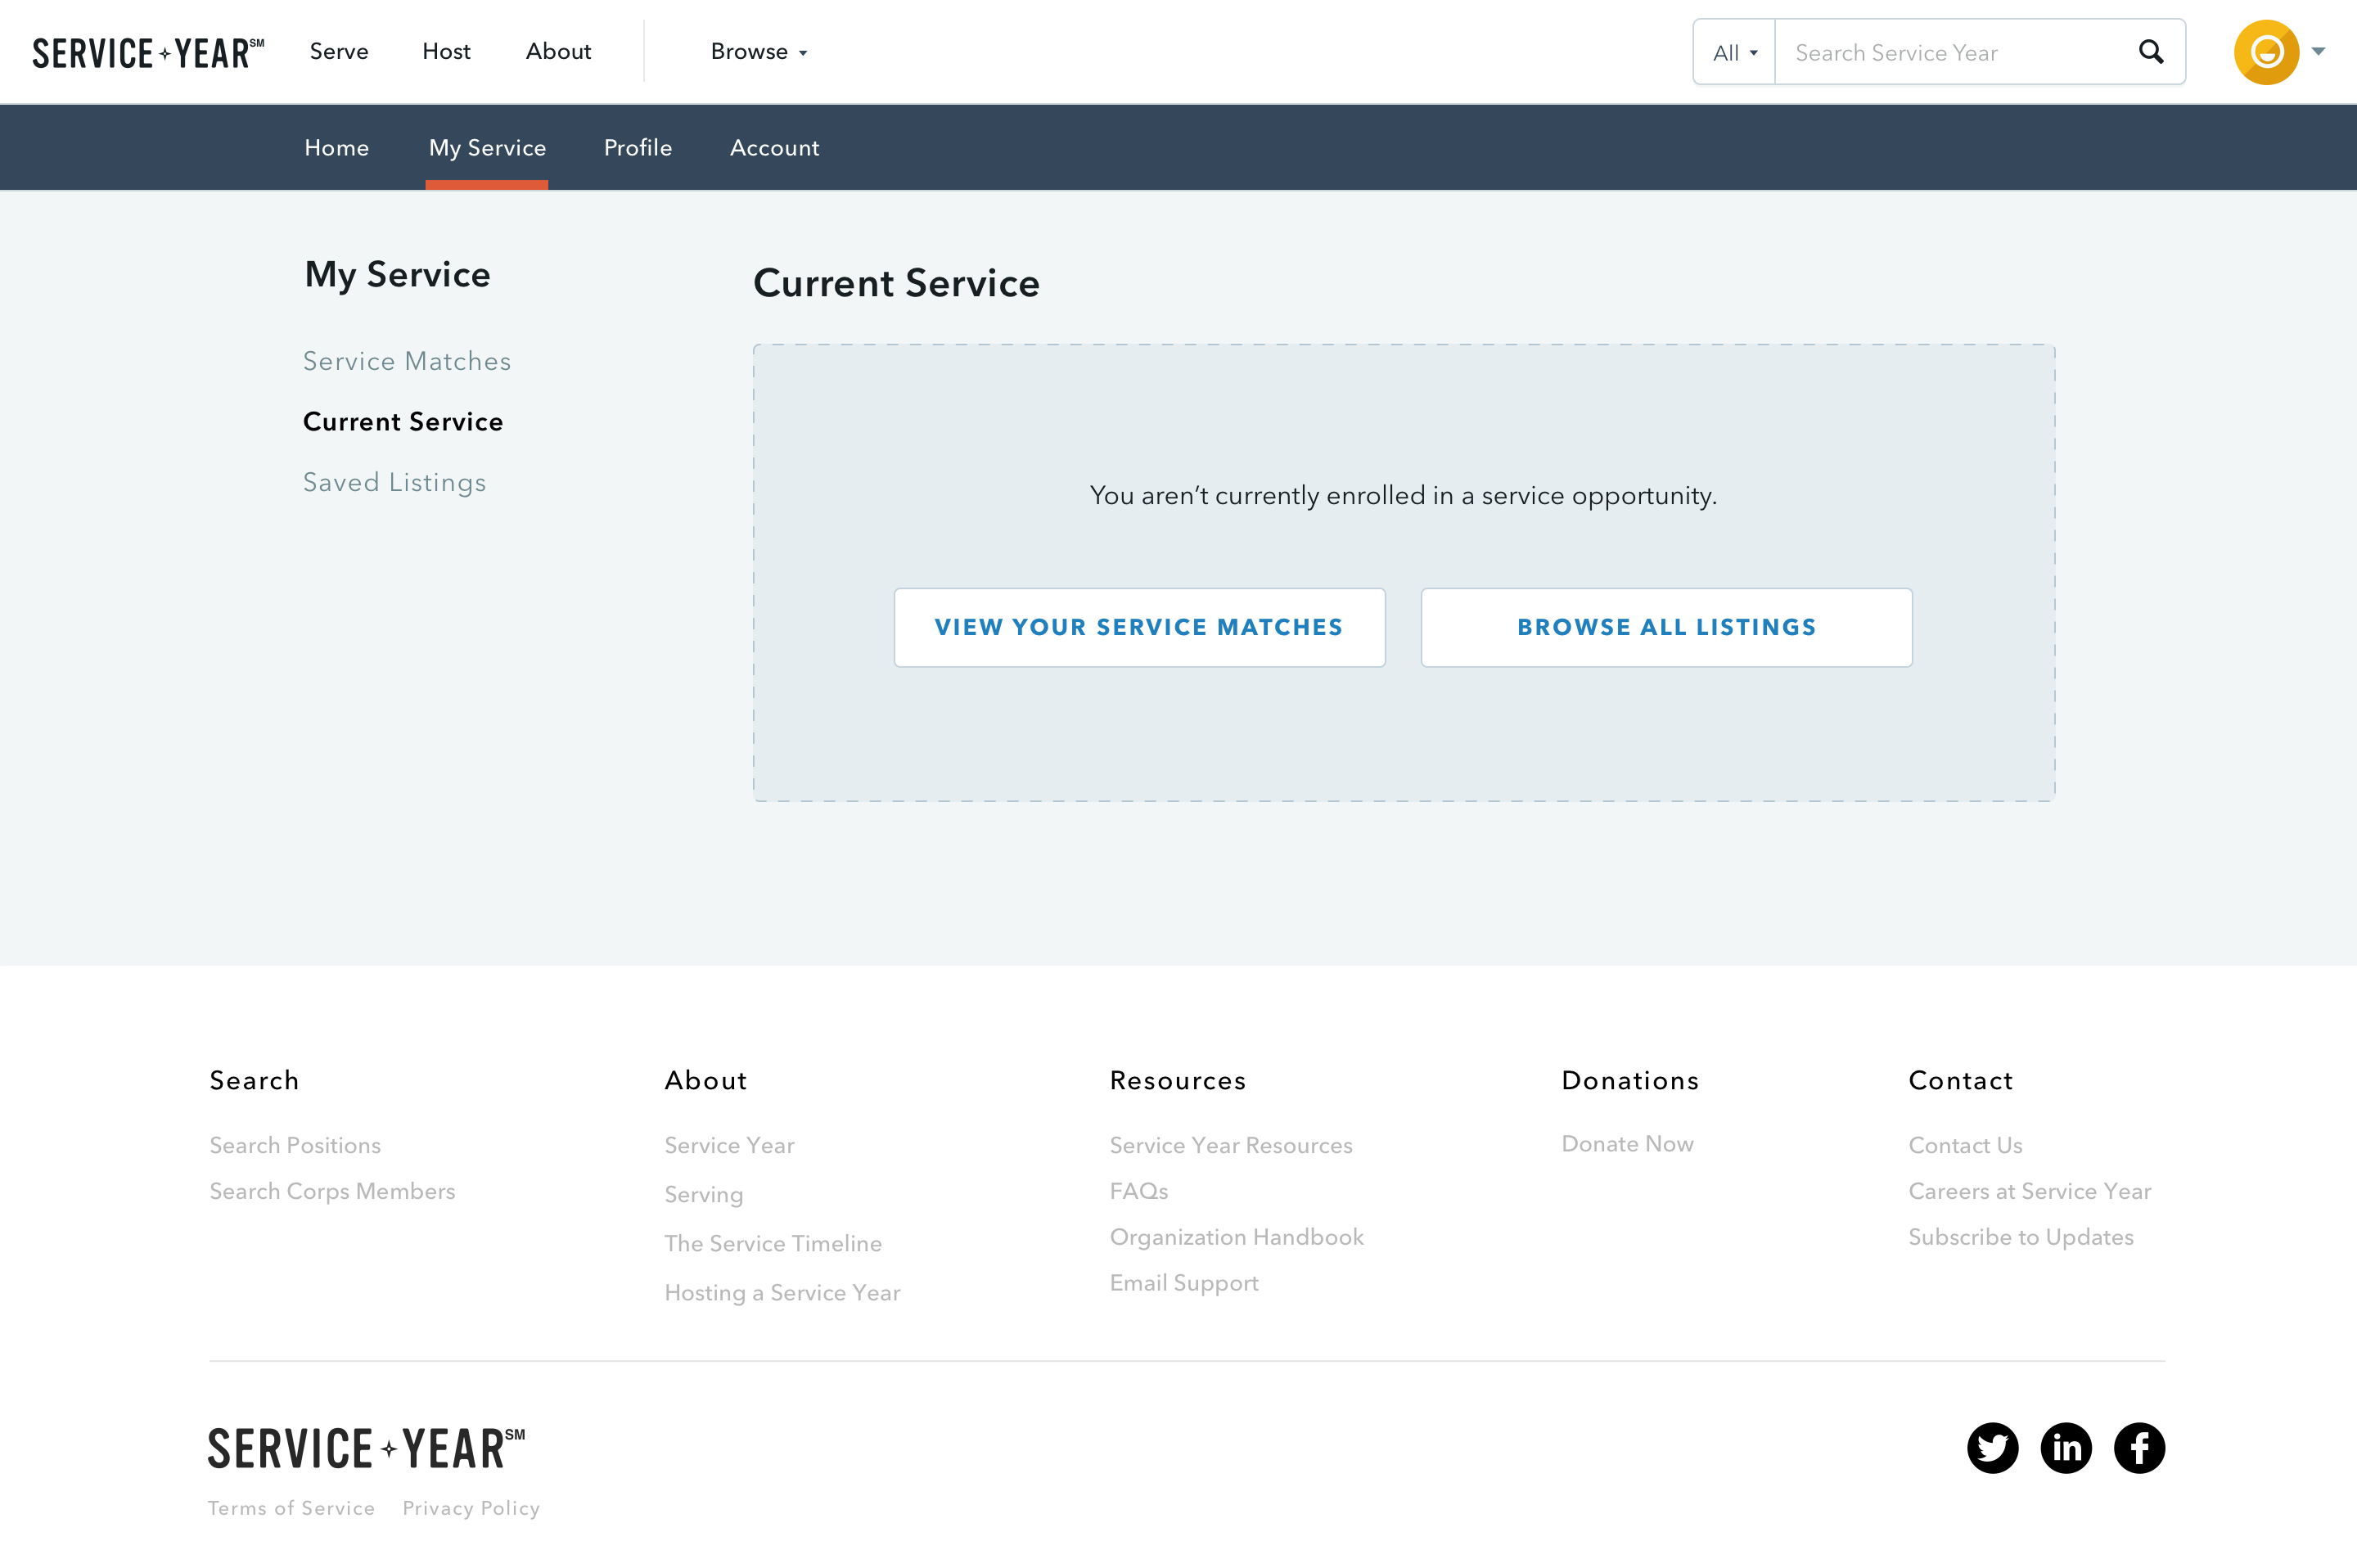 SERVICE YEAR SM
Serve
Host
About
Browse
All
Search Service Year
Home
My Service
Profile
Account
My Service
Service Matches
Current Service
Saved Listings
Current Service
You aren’t currently enrolled in a service opportunity.
VIEW YOUR SERVICE MATCHES
BROWSE ALL LISTINGS
Search
Search Positions
Search Corps Members
About
Service Year
Serving
The Service Timeline
Hosting a Service Year
Resources
Service Year Resources
FAQs
Organization Handbook
Email Support
Donations
Donate Now
Contact
Contact Us
Careers at Service Year
Subscribe to Updates
SERVICE YEAR SM
Terms of Service
Privacy Policy